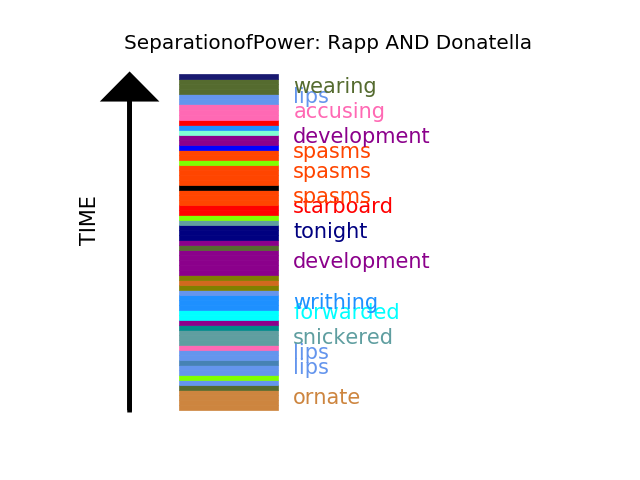 SeparationofPower: Rapp AND Donatella
wearing
lips
accusing
development
spasms
spasms
spasms
starboard
tonight
development
writhing
forwarded
snickered
lips
lips
ornate
TIME